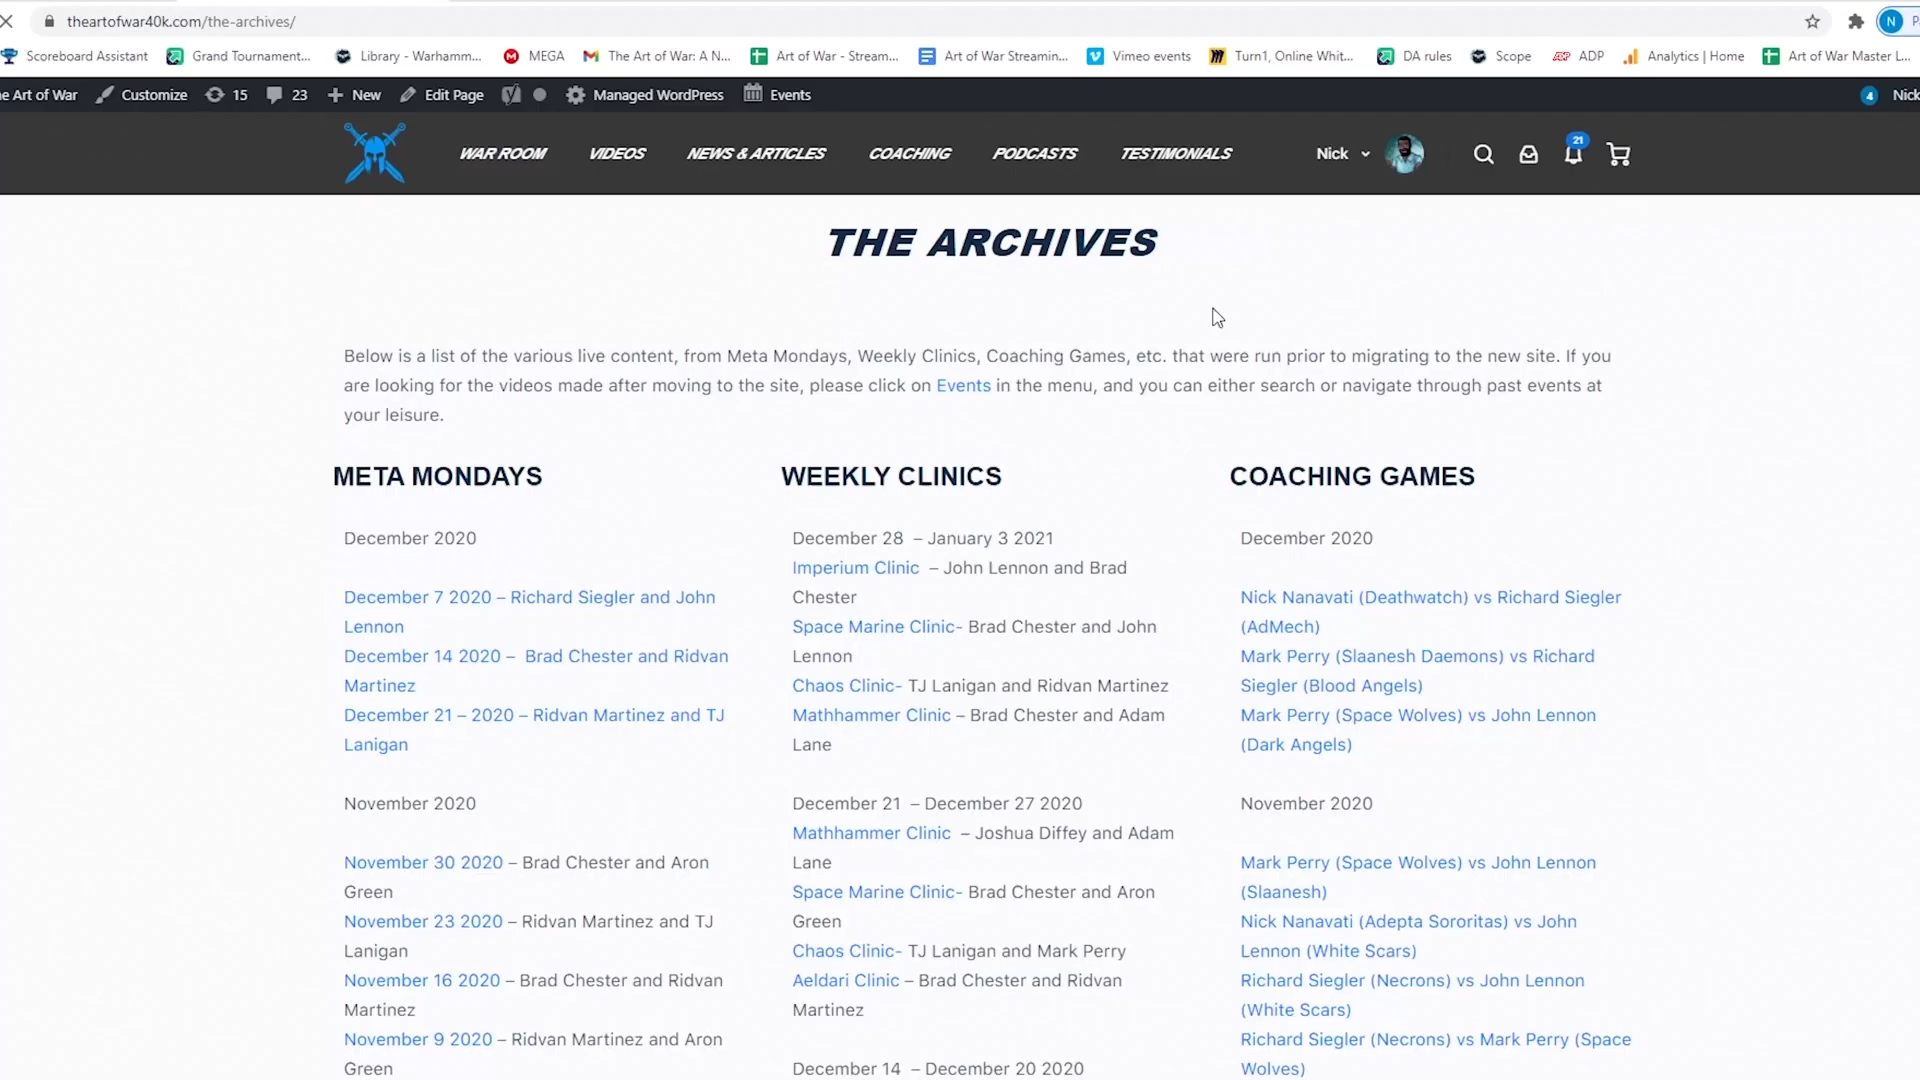 theartofwar40k.com/the-archives/
N
Scoreboard Assistant
Grand Tournament...
Library - Warhamm...
MEGA
The Art of War: A N...
Art of War - Stream...
Art of War Streamin...
Vimeo events
Turn1, Online Whit...
DA rules
Scope
ADP
Analytics | Home
Art of War Master L...
e Art of War
Customize
15
23
New
Edit Page
Managed WordPress
Events
4
Nick
WAR ROOM
VIDEOS
NEWS & ARTICLES
COACHING
PODCASTS
TESTIMONIALS
Nick
21
THE ARCHIVES
Below is a list of the various live content, from Meta Mondays, Weekly Clinics, Coaching Games, etc. that were run prior to migrating to the new site. If you
are looking for the videos made after moving to the site, please click on Events in the menu, and you can either search or navigate through past events at
your leisure.
META MONDAYS
December 2020
December 7 2020 – Richard Siegler and John
Lennon
December 14 2020 – Brad Chester and Ridvan
Martinez
December 21 – 2020 – Ridvan Martinez and TJ
Lanigan
November 2020
November 30 2020 – Brad Chester and Aron
Green
November 23 2020 – Ridvan Martinez and TJ
Lanigan
November 16 2020 – Brad Chester and Ridvan
Martinez
November 9 2020 – Ridvan Martinez and Aron
Green
WEEKLY CLINICS
December 28 – January 3 2021
Imperium Clinic – John Lennon and Brad
Chester
Space Marine Clinic- Brad Chester and John
Lennon
Chaos Clinic- TJ Lanigan and Ridvan Martinez
Mathhammer Clinic – Brad Chester and Adam
Lane
December 21 – December 27 2020
Mathhammer Clinic – Joshua Diffey and Adam
Lane
Space Marine Clinic- Brad Chester and Aron
Green
Chaos Clinic- TJ Lanigan and Mark Perry
Aeldari Clinic – Brad Chester and Ridvan
Martinez
December 14 – December 20 2020
COACHING GAMES
December 2020
Nick Nanavati (Deathwatch) vs Richard Siegler
(AdMech)
Mark Perry (Slaanesh Daemons) vs Richard
Siegler (Blood Angels)
Mark Perry (Space Wolves) vs John Lennon
(Dark Angels)
November 2020
Mark Perry (Space Wolves) vs John Lennon
(Slaanesh)
Nick Nanavati (Adepta Sororitas) vs John
Lennon (White Scars)
Richard Siegler (Necrons) vs John Lennon
(White Scars)
Richard Siegler (Necrons) vs Mark Perry (Space
Wolves)